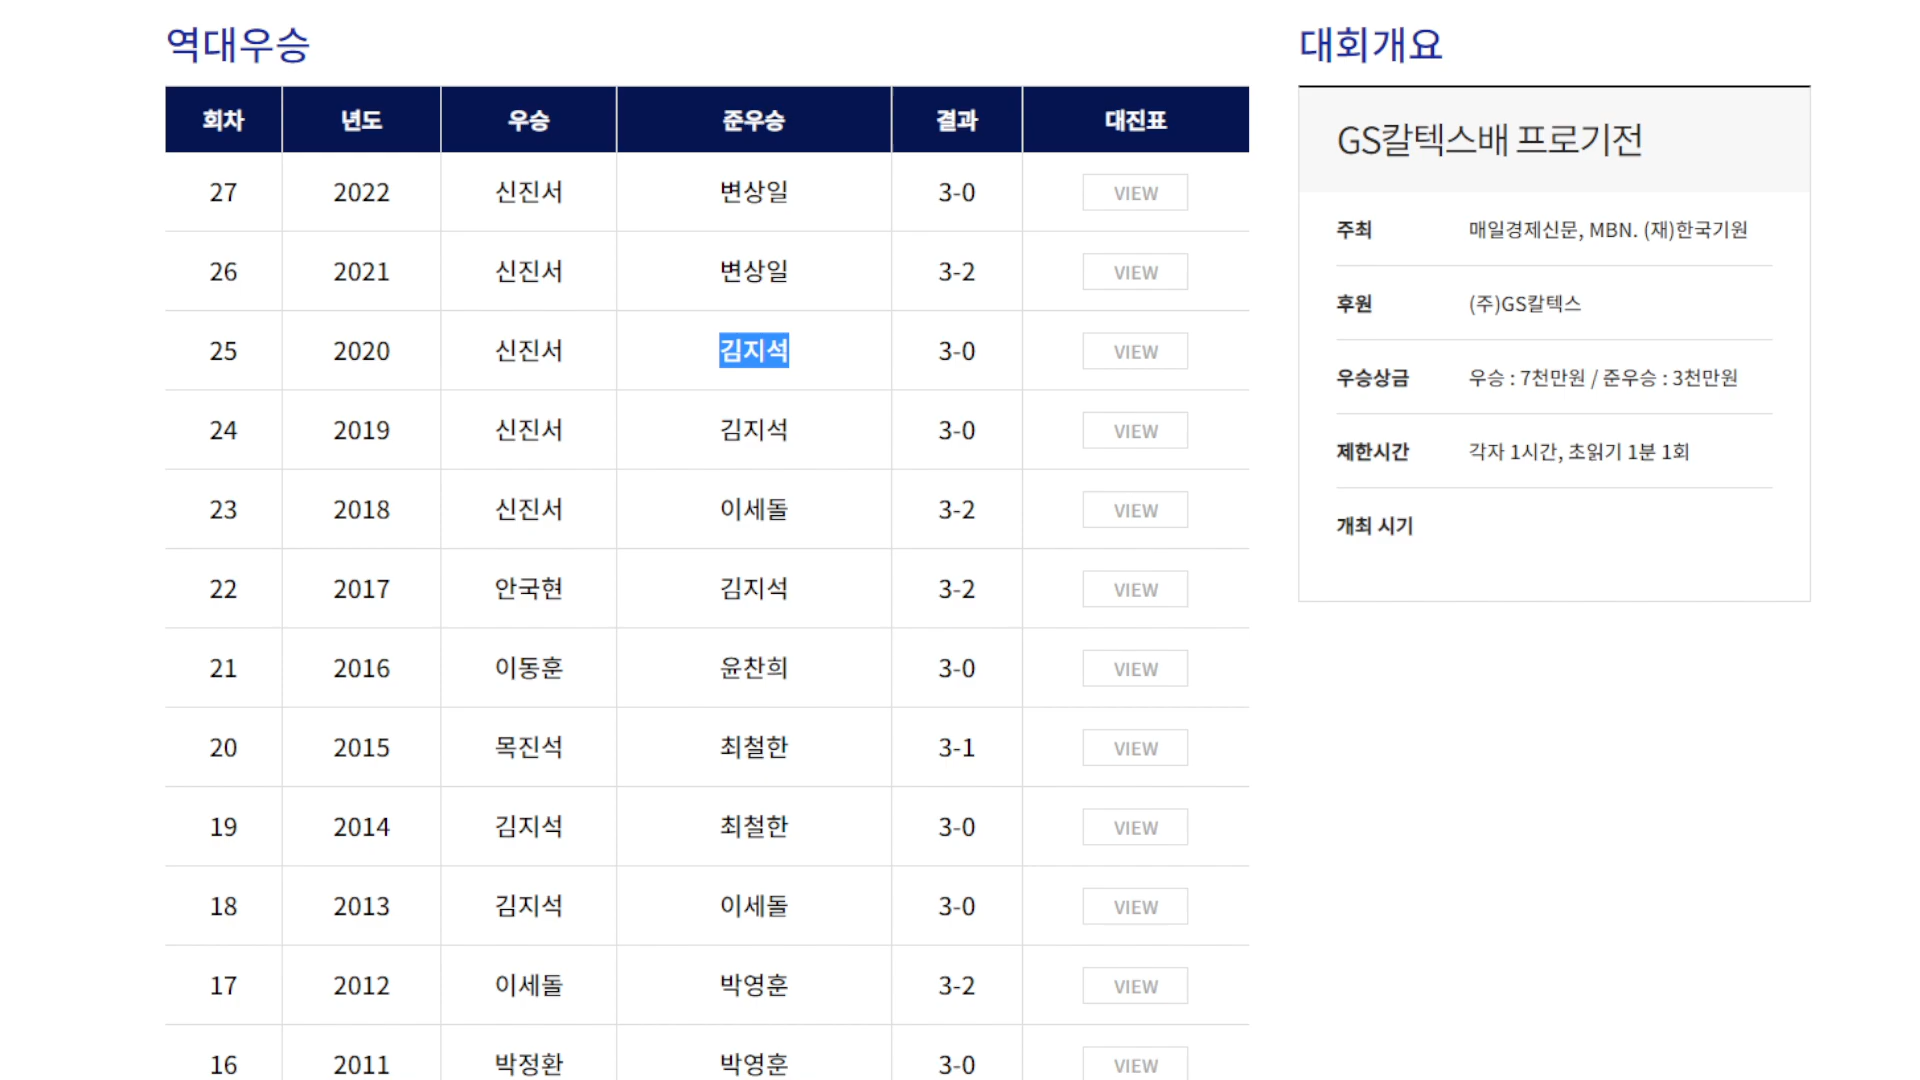 역대우승
회차 년도 우승 준우승 결과 대진표
27 2022 신진서 변상일 3-0 VIEW
26 2021 신진서 변상일 3-2 VIEW
25 2020 신진서 김지석 3-0 VIEW
24 2019 신진서 김지석 3-0 VIEW
23 2018 신진서 이세돌 3-2 VIEW
22 2017 안국현 김지석 3-2 VIEW
21 2016 이동훈 윤찬희 3-0 VIEW
20 2015 목진석 최철한 3-1 VIEW
19 2014 김지석 최철한 3-0 VIEW
18 2013 김지석 이세돌 3-0 VIEW
17 2012 이세돌 박영훈 3-2 VIEW
16 2011 박정환 박영훈 3-0 VIEW
대회개요
GS칼텍스배 프로기전
주최 매일경제신문, MBN. (재)한국기원
후원 (주)GS칼텍스
우승상금 우승 : 7천만원 / 준우승 : 3천만원
제한시간 각자 1시간, 초읽기 1분 1회
개최 시기